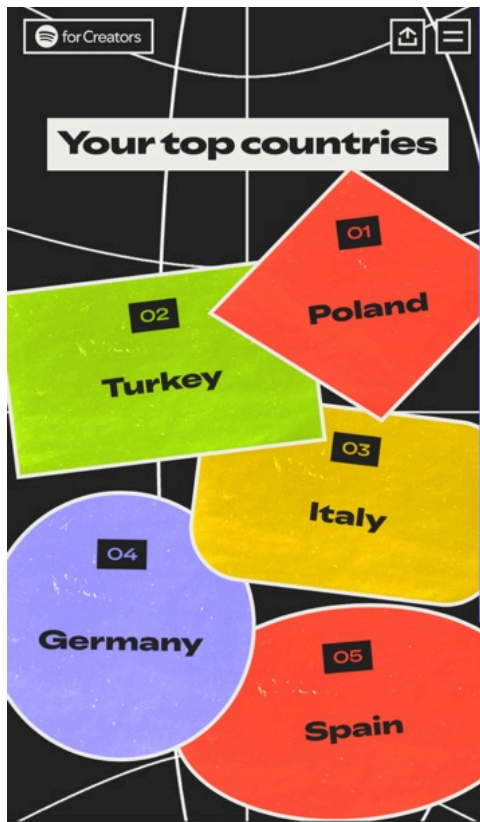 for Creators
Your top countries
01
Poland
02
Turkey
03
Italy
04
Germany
05
Spain